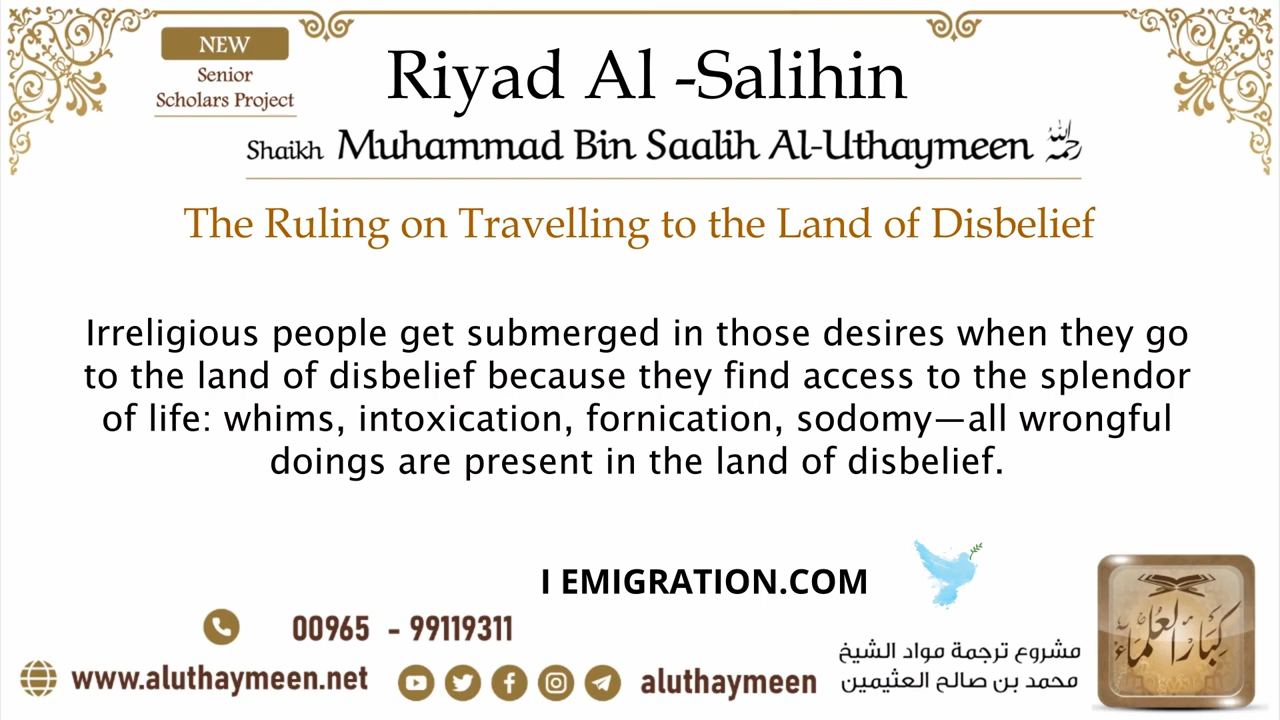 NEW
Senior
Scholars Project
Riyad Al -Salihin
Shaikh Muhammad Bin Saalih Al-Uthaymeen رحمه الله
The Ruling on Travelling to the Land of Disbelief
Irreligious people get submerged in those desires when they go
to the land of disbelief because they find access to the splendor
of life: whims, intoxication, fornication, sodomy—all wrongful
doings are present in the land of disbelief.
I EMIGRATION.COM
00965 - 99119311
www.aluthaymeen.net
aluthaymeen
مشروع ترجمة مواد الشيخ
محمد بن صالح العثيمين
كبار العلماء